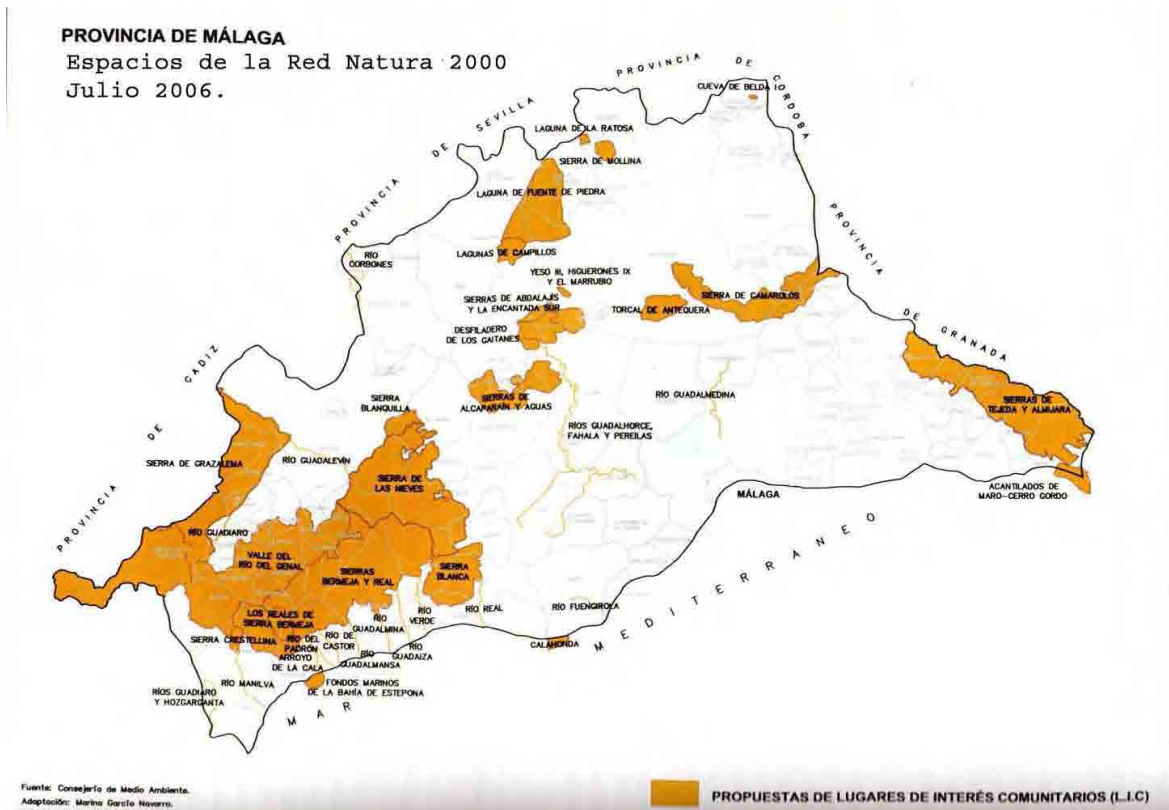 PROVINCIA DE MÁLAGA
Espacios de la Red Natura 2000
Julio 2006.
PROVINCIA DE CORDOBA
CUEVA DE BELDA I
PROVINCIA DE SEVILLA
LAGUNA DE LA RATOSA
SIERRA DE MOLLINA
LAGUNA DE FUENTE DE PIEDRA
LAGUNAS DE CAMPILLOS
RÍO
CORBONES
YESO III, HIGUERONES IX
Y EL MARRUBIO
SIERRAS DE ABDALAJÍS
Y LA ENCANTADA SUR
SIERRA DE CAMAROLOS
TORCAL DE ANTEQUERA
DESFILADERO
DE LOS GAITANES
PROVINCIA DE GRANADA
PROVINCIA DE CADIZ
SIERRA
BLANQUILLA
SIERRAS DE
ALCAPARAÍN Y AGUAS
RÍO GUADALMEDINA
SIERRAS DE
TEJEDA Y ALMIJARA
RÍOS GUADALHORCE,
FAHALA Y PEREILAS
SIERRA DE GRAZALEMA
RÍO GUADALEVÍN
SIERRA DE
LAS NIEVES
ACANTILADOS DE
MARO-CERRO GORDO
MÁLAGA
RÍO GUADIARO
VALLE DEL
RÍO DEL GENAL
SIERRAS
BERMEJA Y REAL
SIERRA
BLANCA
LOS REALES DE
SIERRA BERMEJA
RÍO
VERDE
RÍO REAL
RÍO FUENGIROLA
SIERRA CRESTELLINA
RÍO DEL
PADRÓN
RÍO DE
CASTOR
RÍO
GUADALMINA
CALAHONDA
ARROYO
DE LA CALA
RÍO
GUADALMANSA
RÍO
GUADAIZA
RÍO MANILVA
FONDOS MARINOS
DE LA BAHÍA DE ESTEPONA
RÍOS GUADIARO
Y HOZGARGANTA
MAR MEDITERRANEO
Fuente: Consejería de Medio Ambiente.
Adaptación: Marina García Navarro.
PROPUESTAS DE LUGARES DE INTERÉS COMUNITARIOS (L.I.C)